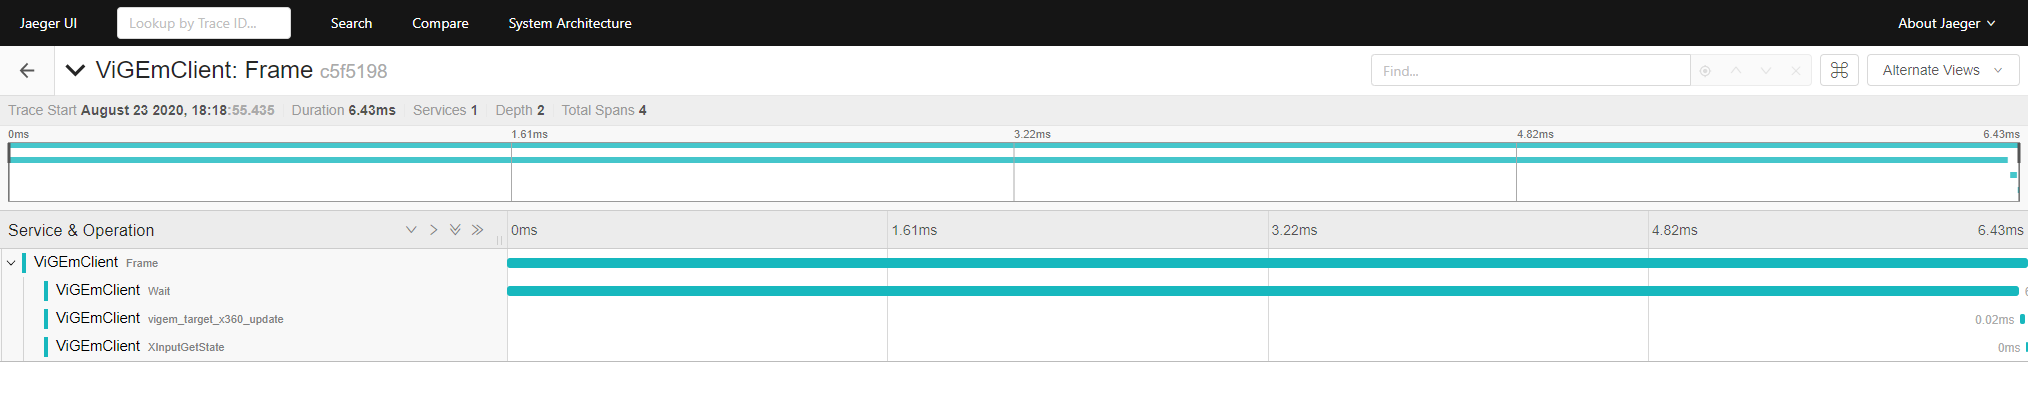 Jaeger UI Lookup by Trace ID... Search Compare System Architecture About Jaeger
ViGEmClient: Frame c5f5198 Find... Alternate Views
Trace Start August 23 2020, 18:18:55.435 Duration 6.43ms Services 1 Depth 2 Total Spans 4
0ms 1.61ms 3.22ms 4.82ms 6.43ms
Service & Operation 0ms 1.61ms 3.22ms 4.82ms 6.43ms
ViGEmClient Frame
ViGEmClient Wait
ViGEmClient vigem_target_x360_update 0.02ms
ViGEmClient XInputGetState 0ms